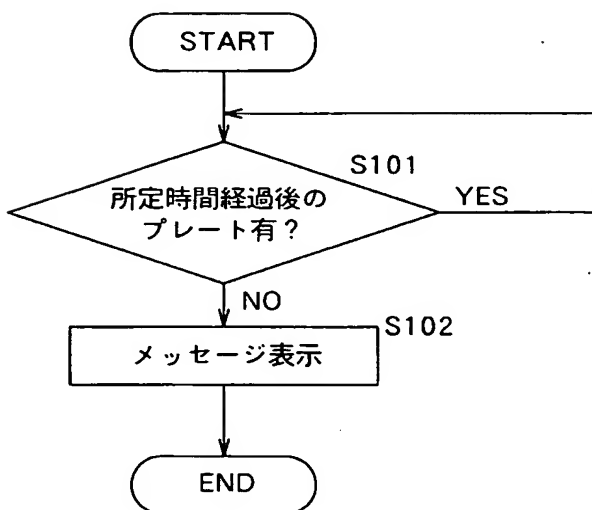 START
S101
所定時間経過後の
プレート有？
YES
NO
S102
メッセージ表示
END